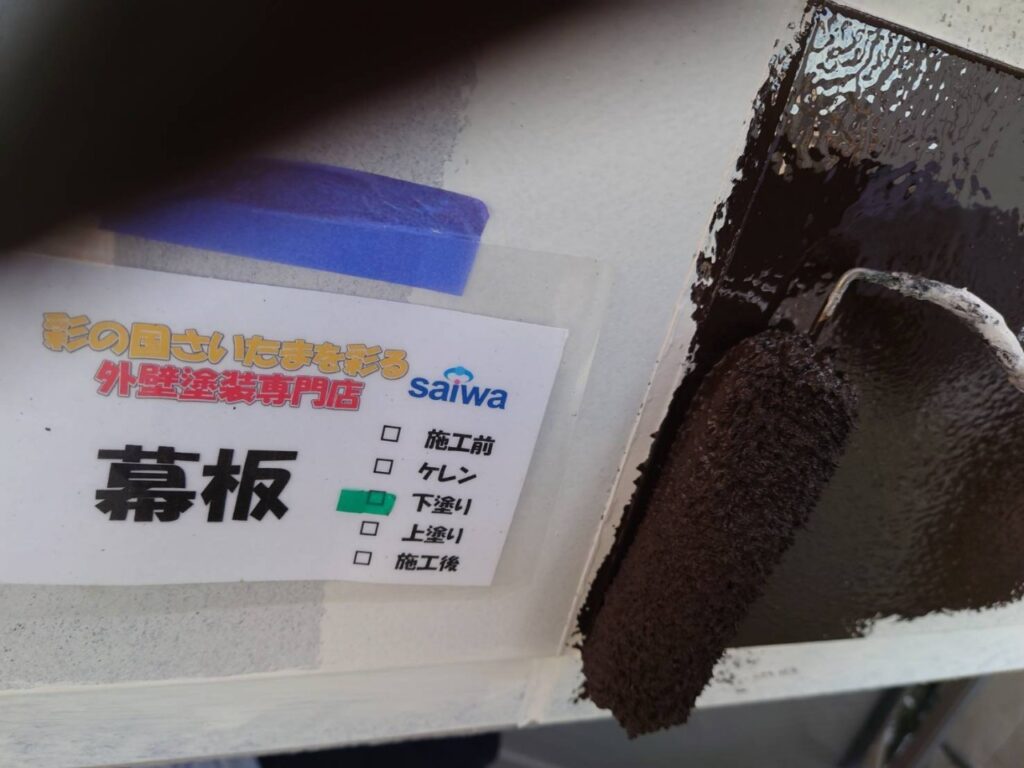 彩の国さいたまを彩る
外壁塗装専門店
saiwa
幕板
施工前
ケレン
下塗り
上塗り
施工後